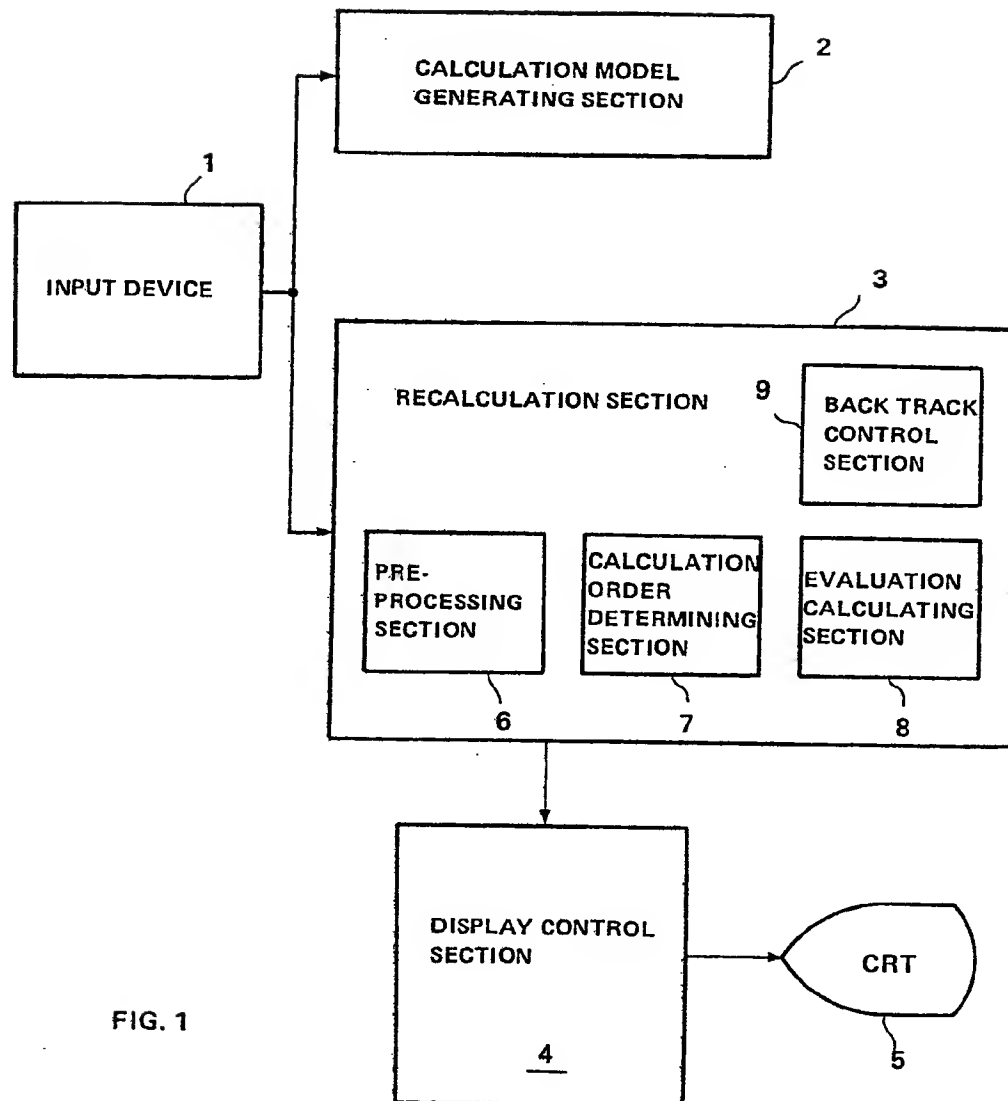 2
CALCULATION MODEL
GENERATING SECTION
1
INPUT DEVICE
3
RECALCULATION SECTION
9
BACK TRACK
CONTROL
SECTION
PRE-
PROCESSING
SECTION
CALCULATION
ORDER
DETERMINING
SECTION
EVALUATION
CALCULATING
SECTION
6
7
8
DISPLAY CONTROL
SECTION
4
CRT
5
FIG. 1